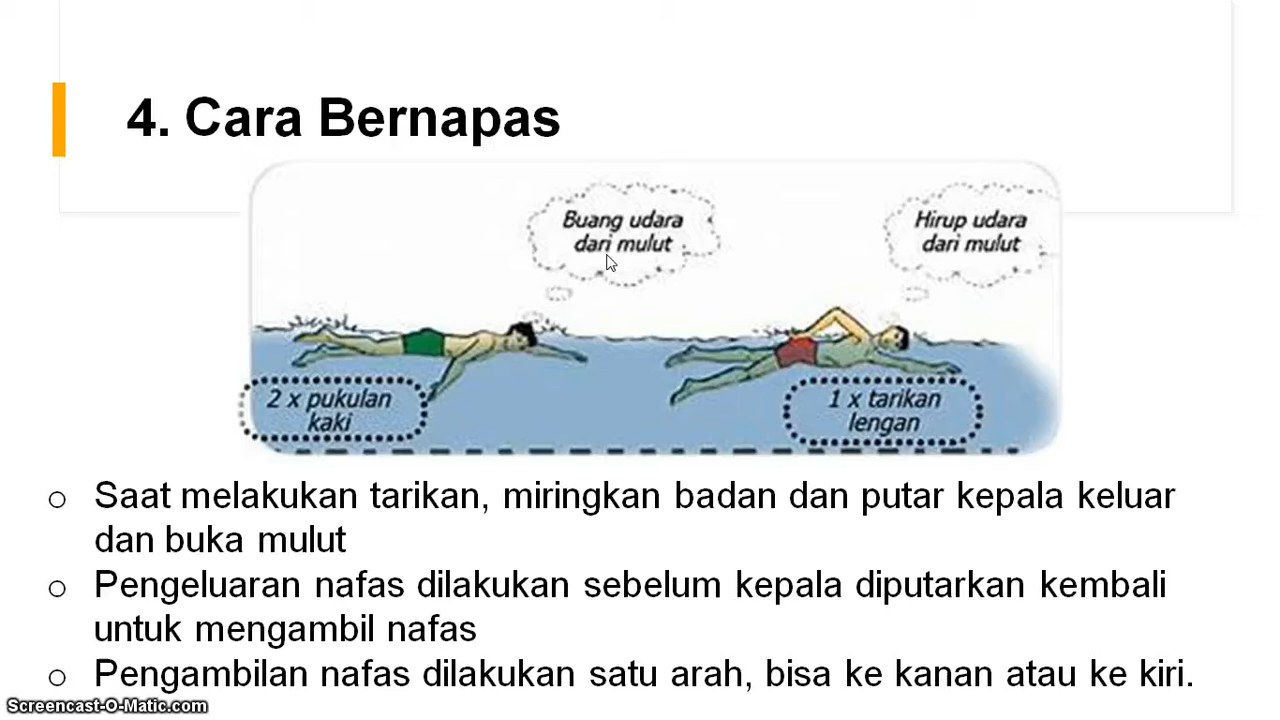 4. Cara Bernapas
Buang udara
dari mulut
Hirup udara
dari mulut
2 x pukulan
kaki
1 x tarikan
lengan
Saat melakukan tarikan, miringkan badan dan putar kepala keluar
dan buka mulut
Pengeluaran nafas dilakukan sebelum kepala diputarkan kembali
untuk mengambil nafas
Pengambilan nafas dilakukan satu arah, bisa ke kanan atau ke kiri.
Screencast-O-Matic.com